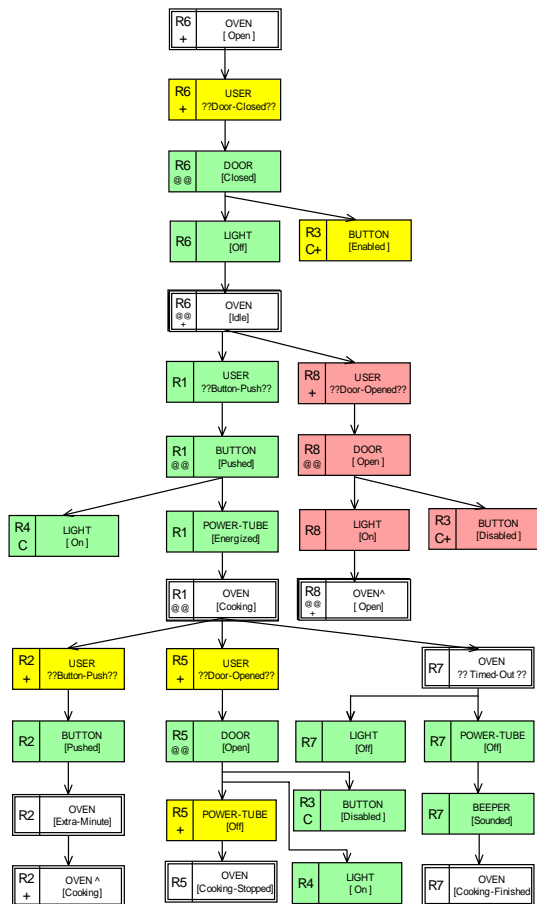 R6
+
OVEN
[ Open ]
R6
+
USER
??Door-Closed??
R6
@@
DOOR
[Closed]
R6
LIGHT
[Off]
R3
C+
BUTTON
[Enabled ]
R6
@@
+
OVEN
[Idle]
R1
USER
??Button-Push??
R8
+
USER
??Door-Opened??
R1
@@
BUTTON
[Pushed]
R8
@@
DOOR
[ Open ]
R4
C
LIGHT
[ On ]
R1
POWER-TUBE
[Energized]
R8
LIGHT
[On]
R3
C+
BUTTON
[Disabled ]
R1
@@
OVEN
[Cooking]
R8
@@
+
OVEN^
[ Open]
R2
+
USER
??Button-Push??
R5
+
USER
??Door-Opened??
R7
OVEN
?? Timed-Out ??
R2
BUTTON
[Pushed]
R5
@@
DOOR
[Open]
R7
LIGHT
[Off]
R7
POWER-TUBE
[Off]
R2
OVEN
[Extra-Minute]
R5
+
POWER-TUBE
[Off]
R3
C
BUTTON
[Disabled ]
R7
BEEPER
[Sounded]
R2
+
OVEN ^
[Cooking]
R5
OVEN
[Cooking-Stopped]
R4
LIGHT
[ On ]
R7
OVEN
[Cooking-Finished]